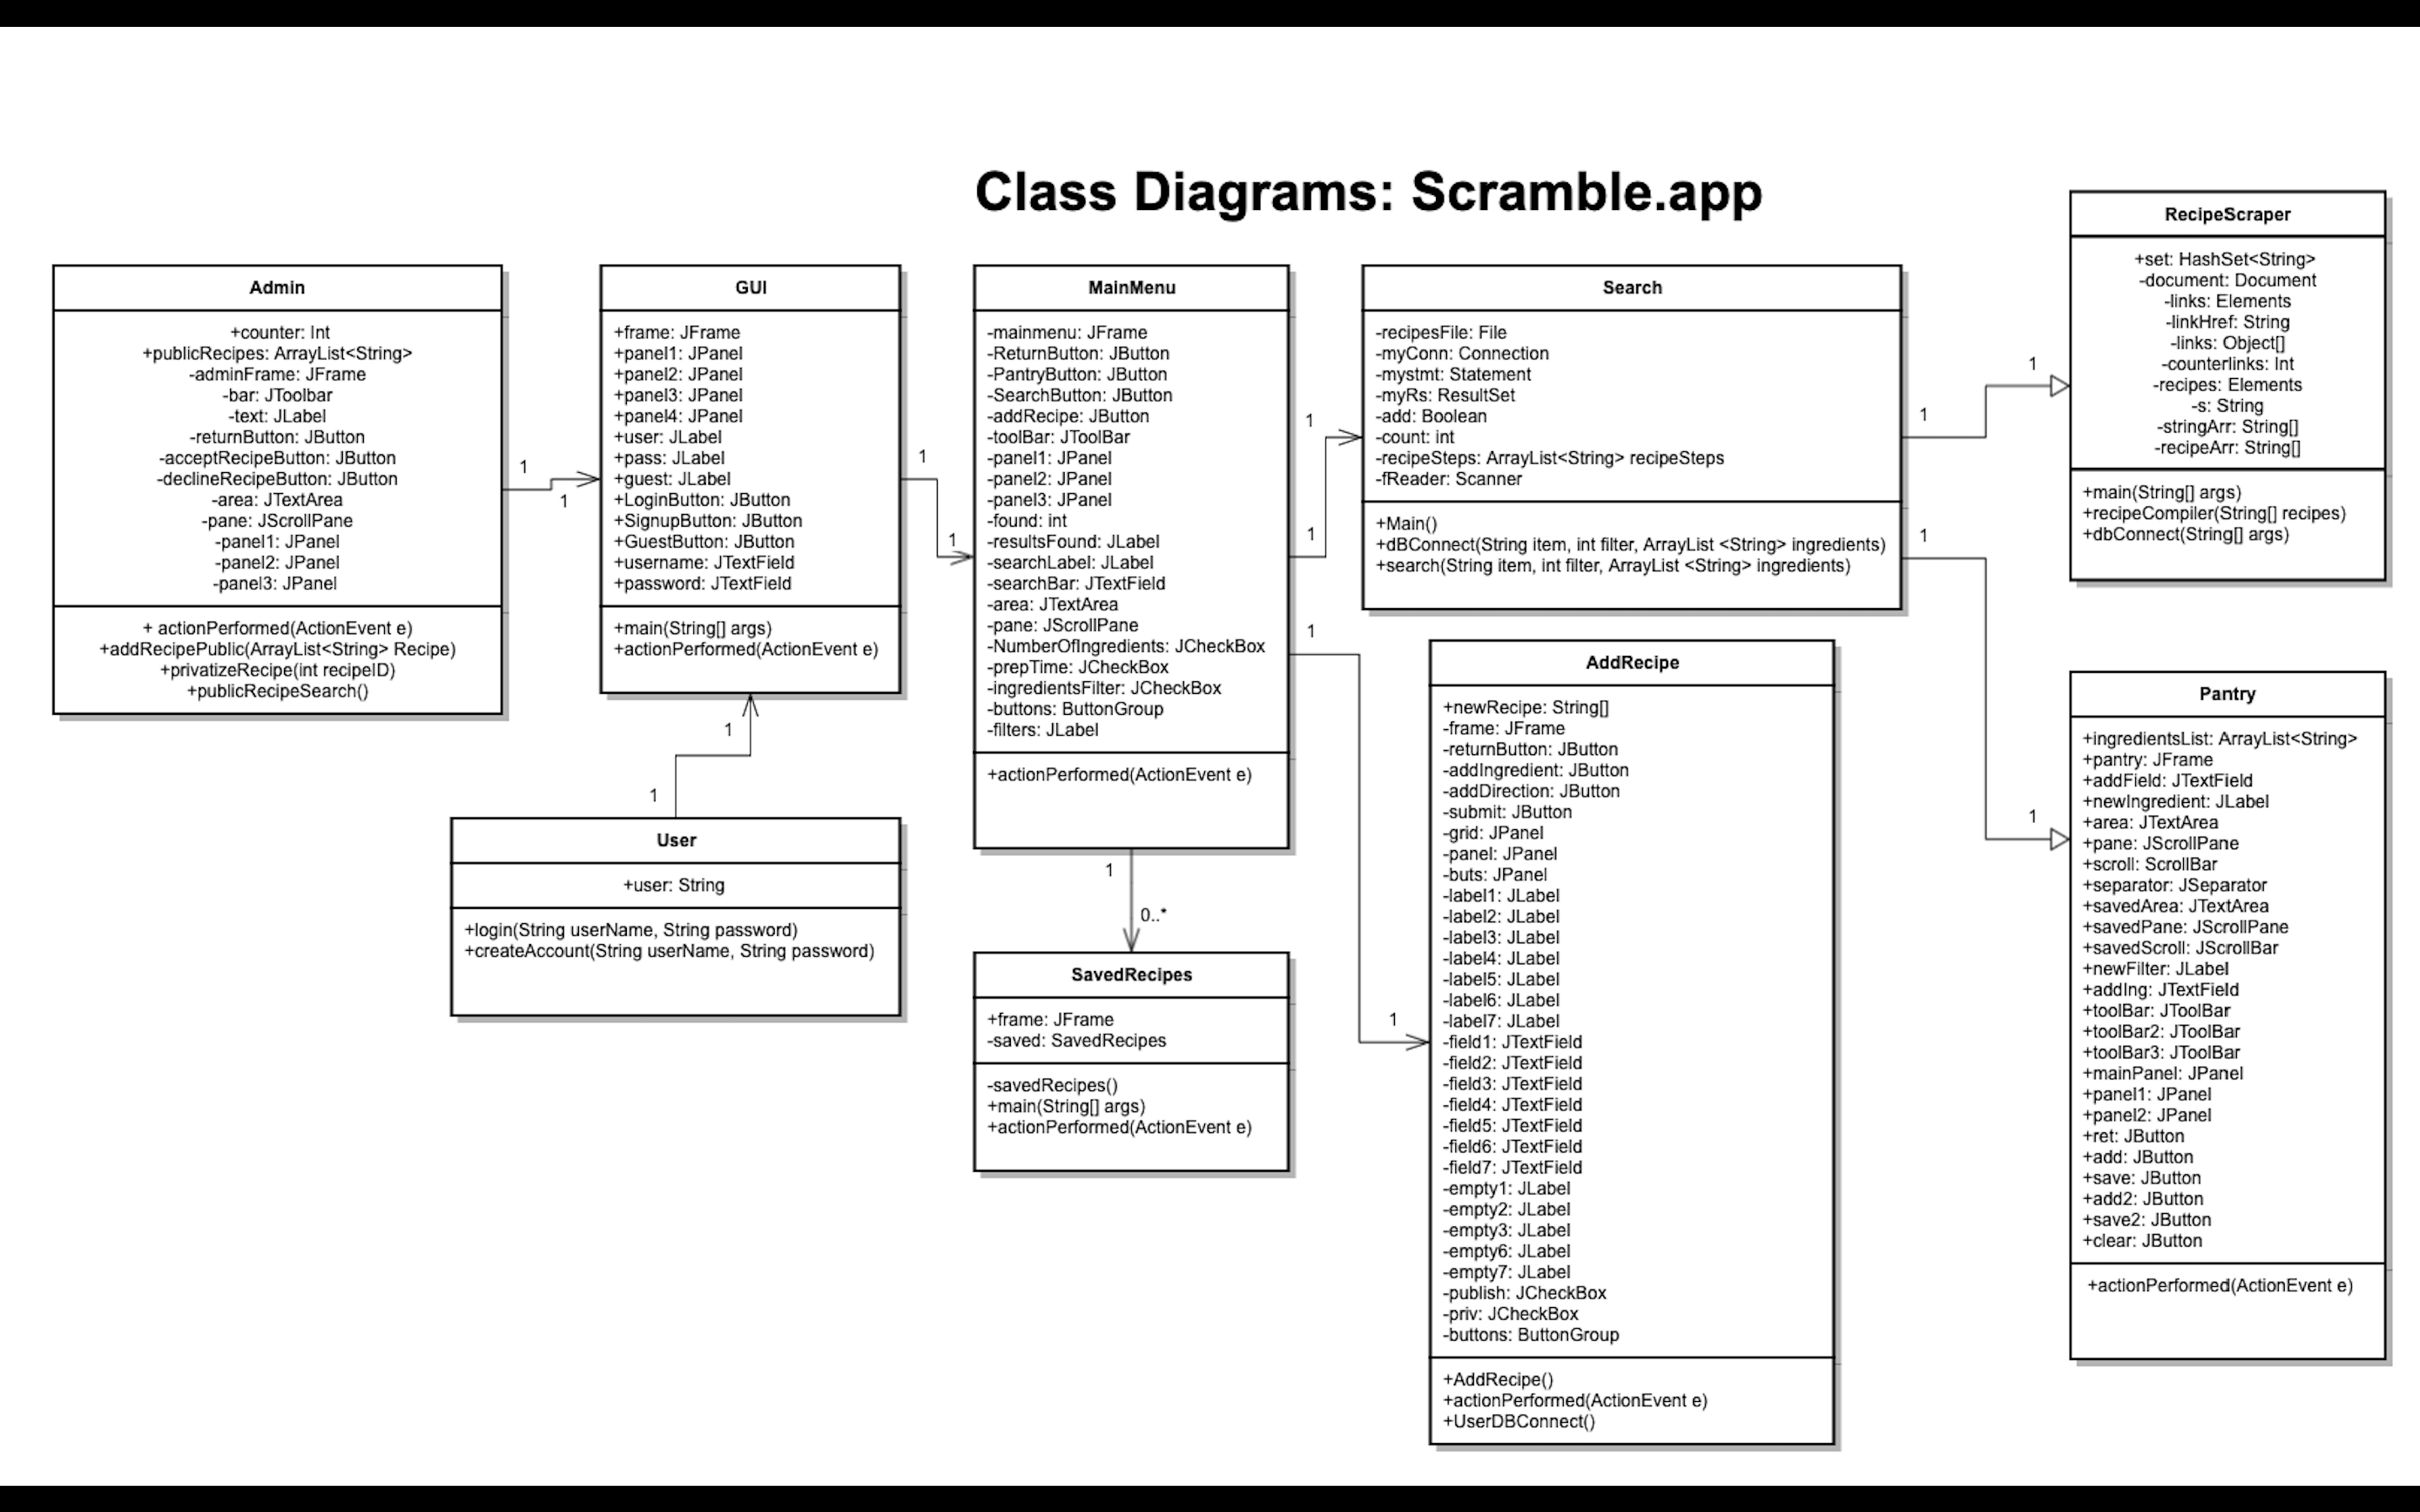 Class Diagrams: Scramble.app
Admin
+counter: Int
+publicRecipes: ArrayList<String>
-adminFrame: JFrame
-bar: JToolbar
-text: JLabel
-returnButton: JButton
-acceptRecipeButton: JButton
-declineRecipeButton: JButton
-area: JTextArea
-pane: JScrollPane
-panel1: JPanel
-panel2: JPanel
-panel3: JPanel
+ actionPerformed(ActionEvent e)
+addRecipePublic(ArrayList<String> Recipe)
+privatizeRecipe(int recipeID)
+publicRecipeSearch()
1
1
GUI
+frame: JFrame
+panel1: JPanel
+panel2: JPanel
+panel3: JPanel
+panel4: JPanel
+user: JLabel
+pass: JLabel
+guest: JLabel
+LoginButton: JButton
+SignupButton: JButton
+GuestButton: JButton
+username: JTextField
+password: JTextField
+main(String[] args)
+actionPerformed(ActionEvent e)
1
1
User
+user: String
+login(String userName, String password)
+createAccount(String userName, String password)
1
1
MainMenu
-mainmenu: JFrame
-ReturnButton: JButton
-PantryButton: JButton
-SearchButton: JButton
-addRecipe: JButton
-toolBar: JToolBar
-panel1: JPanel
-panel2: JPanel
-panel3: JPanel
-found: int
-resultsFound: JLabel
-searchLabel: JLabel
-searchBar: JTextField
-area: JTextArea
-pane: JScrollPane
-NumberOfIngredients: JCheckBox
-prepTime: JCheckBox
-ingredientsFilter: JCheckBox
-buttons: ButtonGroup
-filters: JLabel
+actionPerformed(ActionEvent e)
1
0..*
SavedRecipes
+frame: JFrame
-saved: SavedRecipes
-savedRecipes()
+main(String[] args)
+actionPerformed(ActionEvent e)
1
1
1
1
Search
-recipesFile: File
-myConn: Connection
-mystmt: Statement
-myRs: ResultSet
-add: Boolean
-count: int
-recipeSteps: ArrayList<String> recipeSteps
-fReader: Scanner
+Main()
+dBConnect(String item, int filter, ArrayList <String> ingredients)
+search(String item, int filter, ArrayList <String> ingredients)
AddRecipe
+newRecipe: String[]
-frame: JFrame
-returnButton: JButton
-addIngredient: JButton
-addDirection: JButton
-submit: JButton
-grid: JPanel
-panel: JPanel
-buts: JPanel
-label1: JLabel
-label2: JLabel
-label3: JLabel
-label4: JLabel
-label5: JLabel
-label6: JLabel
-label7: JLabel
-field1: JTextField
-field2: JTextField
-field3: JTextField
-field4: JTextField
-field5: JTextField
-field6: JTextField
-field7: JTextField
-empty1: JLabel
-empty2: JLabel
-empty3: JLabel
-empty6: JLabel
-empty7: JLabel
-publish: JCheckBox
-priv: JCheckBox
-buttons: ButtonGroup
+AddRecipe()
+actionPerformed(ActionEvent e)
+UserDBConnect()
1
1
1
1
RecipeScraper
+set: HashSet<String>
-document: Document
-links: Elements
-linkHref: String
-links: Object[]
-counterlinks: Int
-recipes: Elements
-s: String
-stringArr: String[]
-recipeArr: String[]
+main(String[] args)
+recipeCompiler(String[] recipes)
+dbConnect(String[] args)
Pantry
+ingredientsList: ArrayList<String>
+pantry: JFrame
+addField: JTextField
+newIngredient: JLabel
+area: JTextArea
+pane: JScrollPane
+scroll: ScrollBar
+separator: JSeparator
+savedArea: JTextArea
+savedPane: JScrollPane
+savedScroll: JScrollBar
+newFilter: JLabel
+addIng: JTextField
+toolBar: JToolBar
+toolBar2: JToolBar
+toolBar3: JToolBar
+mainPanel: JPanel
+panel1: JPanel
+panel2: JPanel
+ret: JButton
+add: JButton
+save: JButton
+add2: JButton
+save2: JButton
+clear: JButton
+actionPerformed(ActionEvent e)